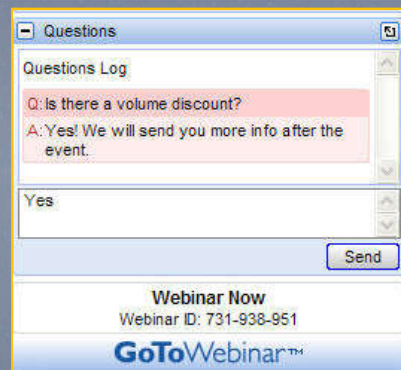 Questions
Questions Log
Q: Is there a volume discount?
A: Yes! We will send you more info after the
event.
Yes
Send
Webinar Now
Webinar ID: 731-938-951
GoToWebinar™